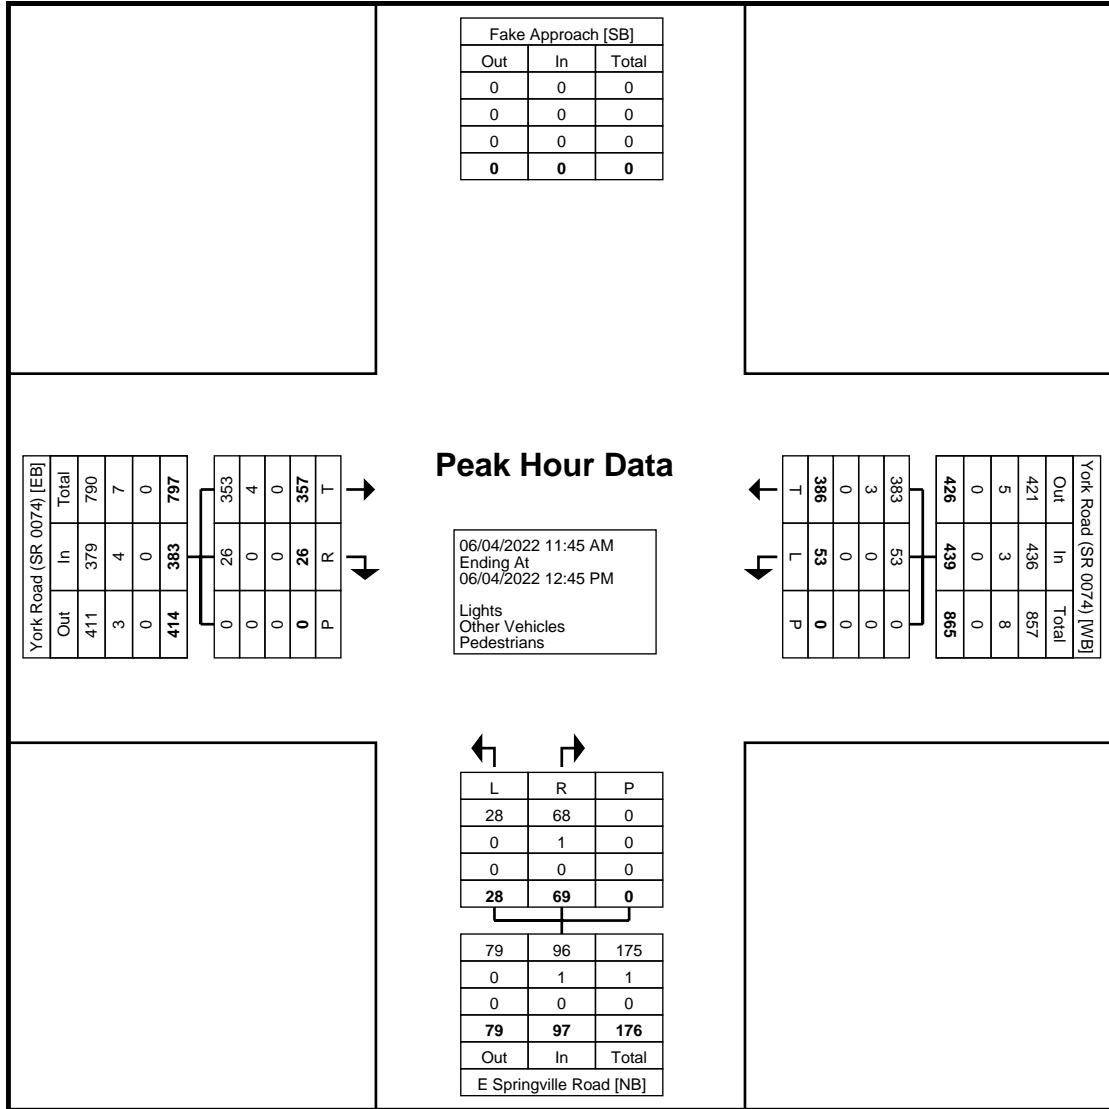 Fake Approach [SB]
Out In Total
0 0 0
0 0 0
0 0 0
0 0 0
York Road (SR 0074) [EB]
Total In Out
790 379 411
7 4 3
0 0 0
797 383 414
353 26 0
4 0 0
0 0 0
357 26 0
T R P
Peak Hour Data
06/04/2022 11:45 AM
Ending At
06/04/2022 12:45 PM
Lights
Other Vehicles
Pedestrians
York Road (SR 0074) [WB]
Out In Total
421 436 857
5 3 8
0 0 0
426 439 865
383 53 0
3 0 0
0 0 0
386 53 0
T L P
L R P
28 68 0
0 1 0
0 0 0
28 69 0
79 96 175
0 1 1
0 0 0
79 97 176
Out In Total
E Springville Road [NB]